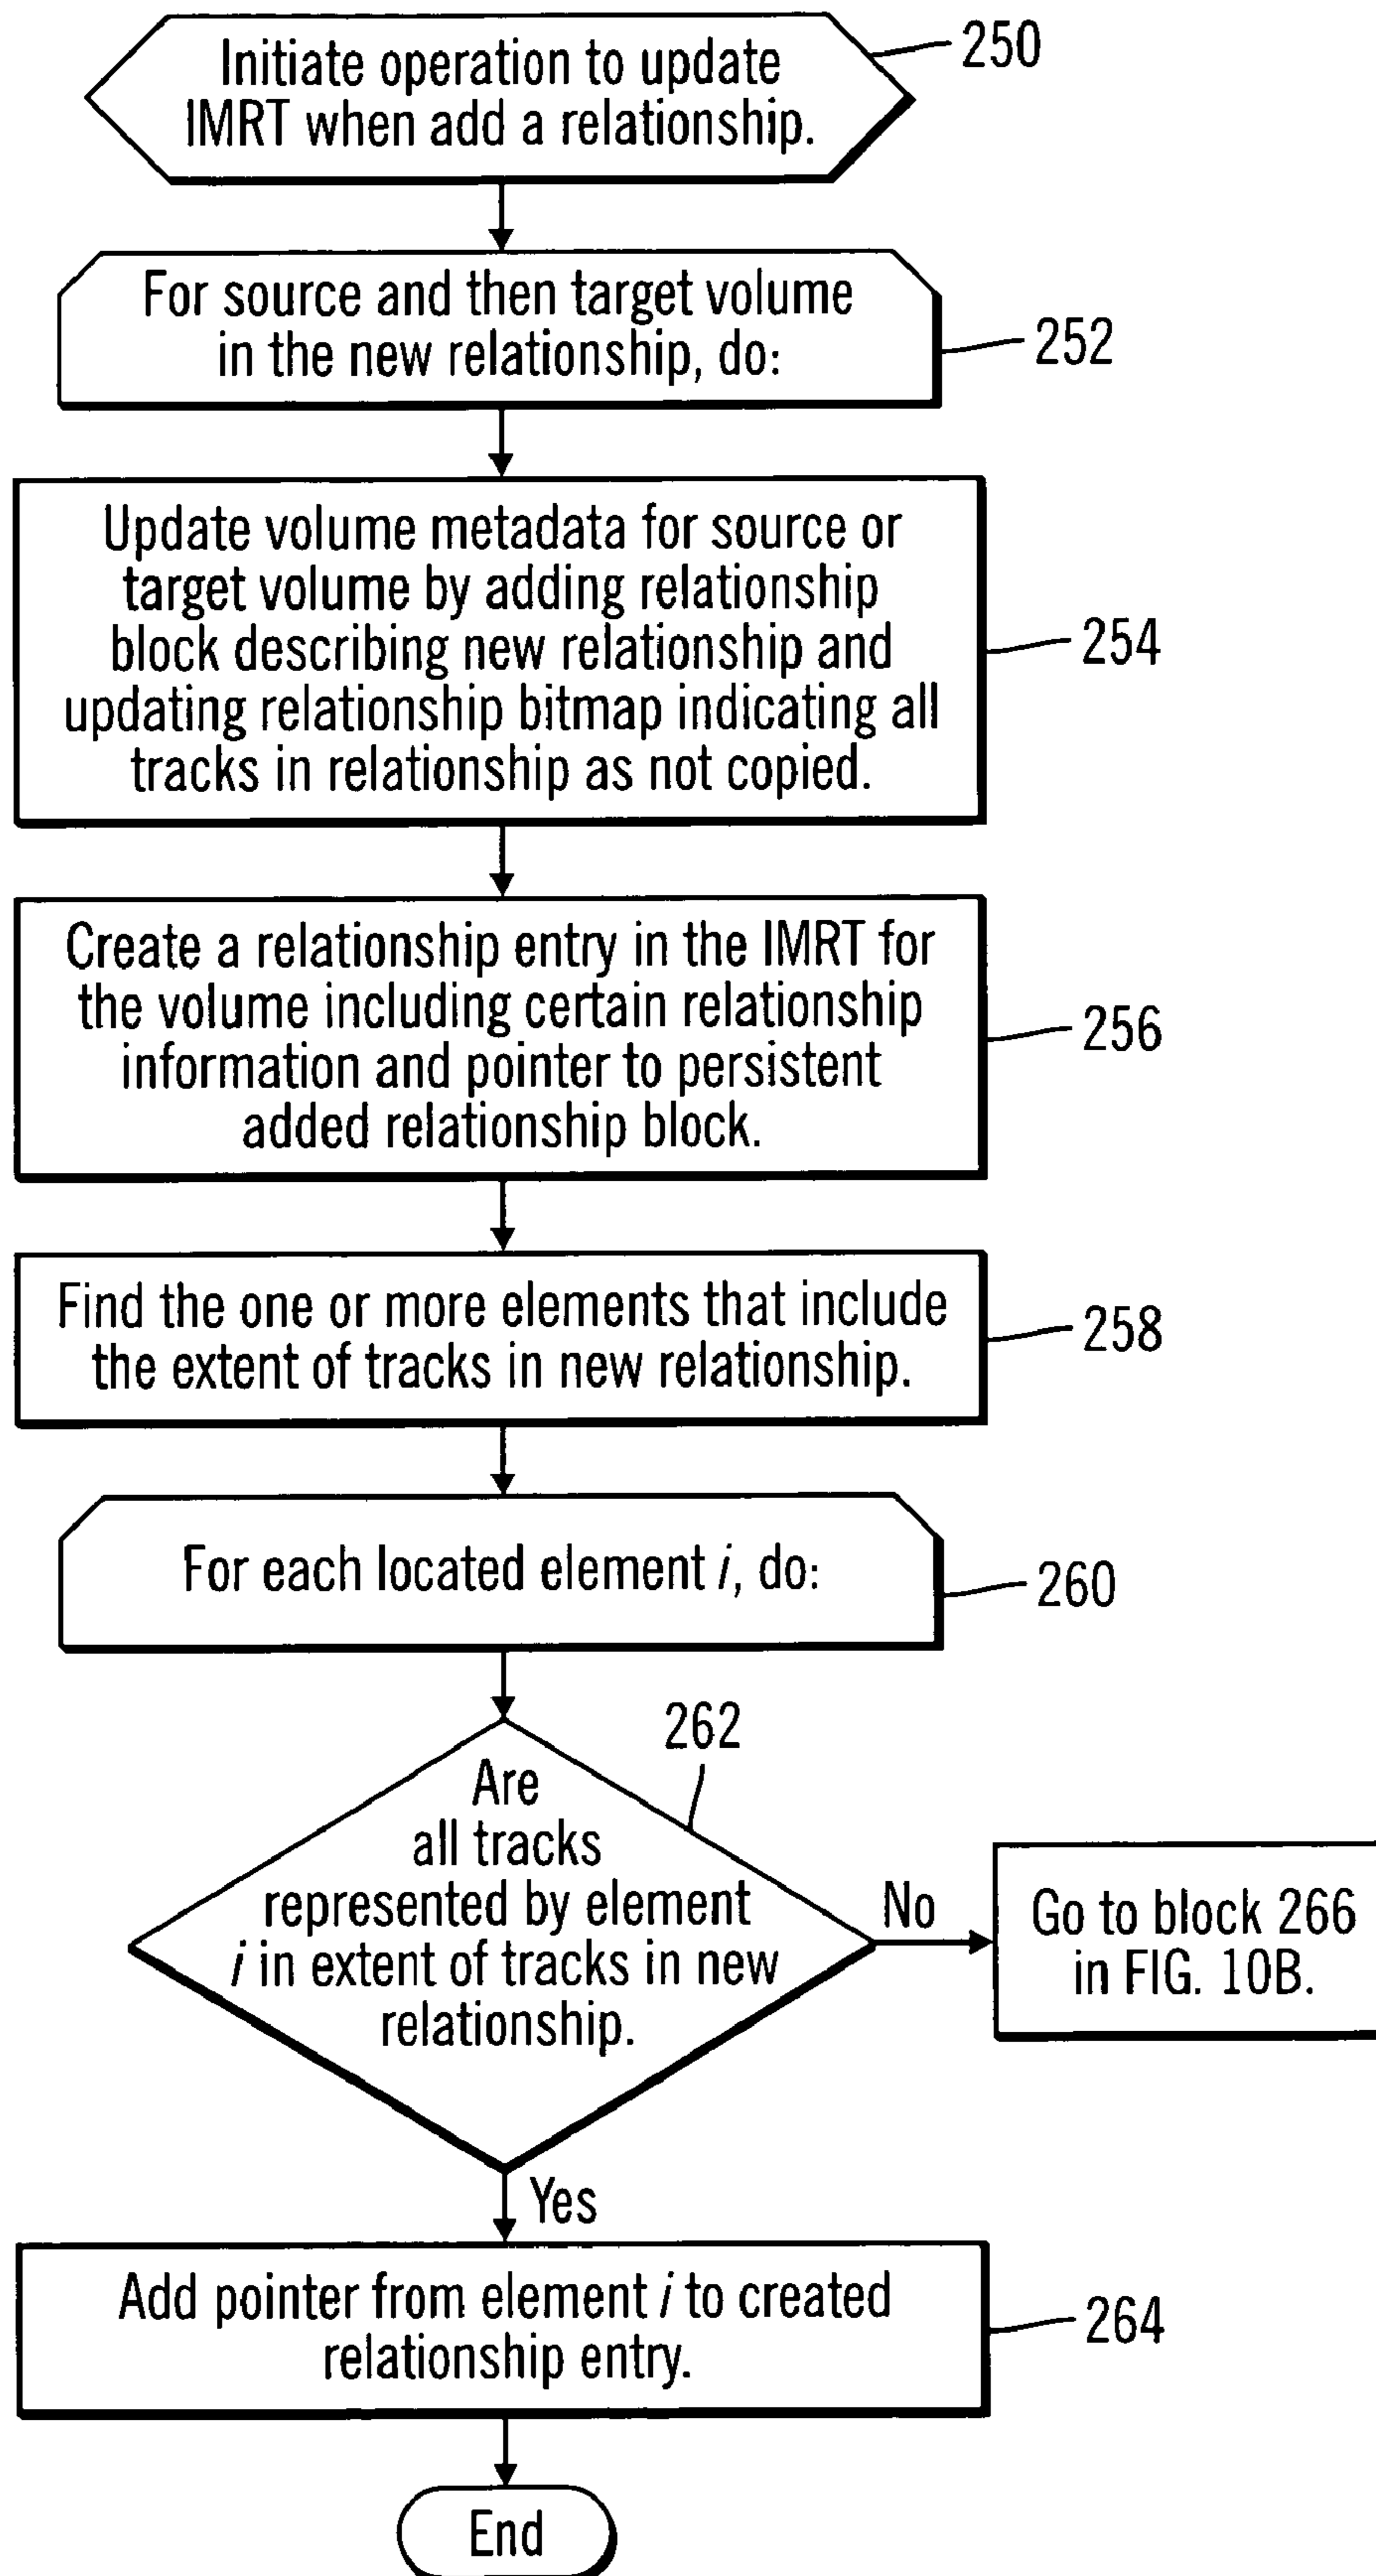 Initiate operation to update
IMRT when add a relationship.
250
For source and then target volume
in the new relationship, do:
252
Update volume metadata for source or
target volume by adding relationship
block describing new relationship and
updating relationship bitmap indicating all
tracks in relationship as not copied.
254
Create a relationship entry in the IMRT for
the volume including certain relationship
information and pointer to persistent
added relationship block.
256
Find the one or more elements that include
the extent of tracks in new relationship.
258
For each located element i, do:
260
262
Are
all tracks
represented by element
i in extent of tracks in new
relationship.
No
Go to block 266
in FIG. 10B.
Yes
Add pointer from element i to created
relationship entry.
264
End